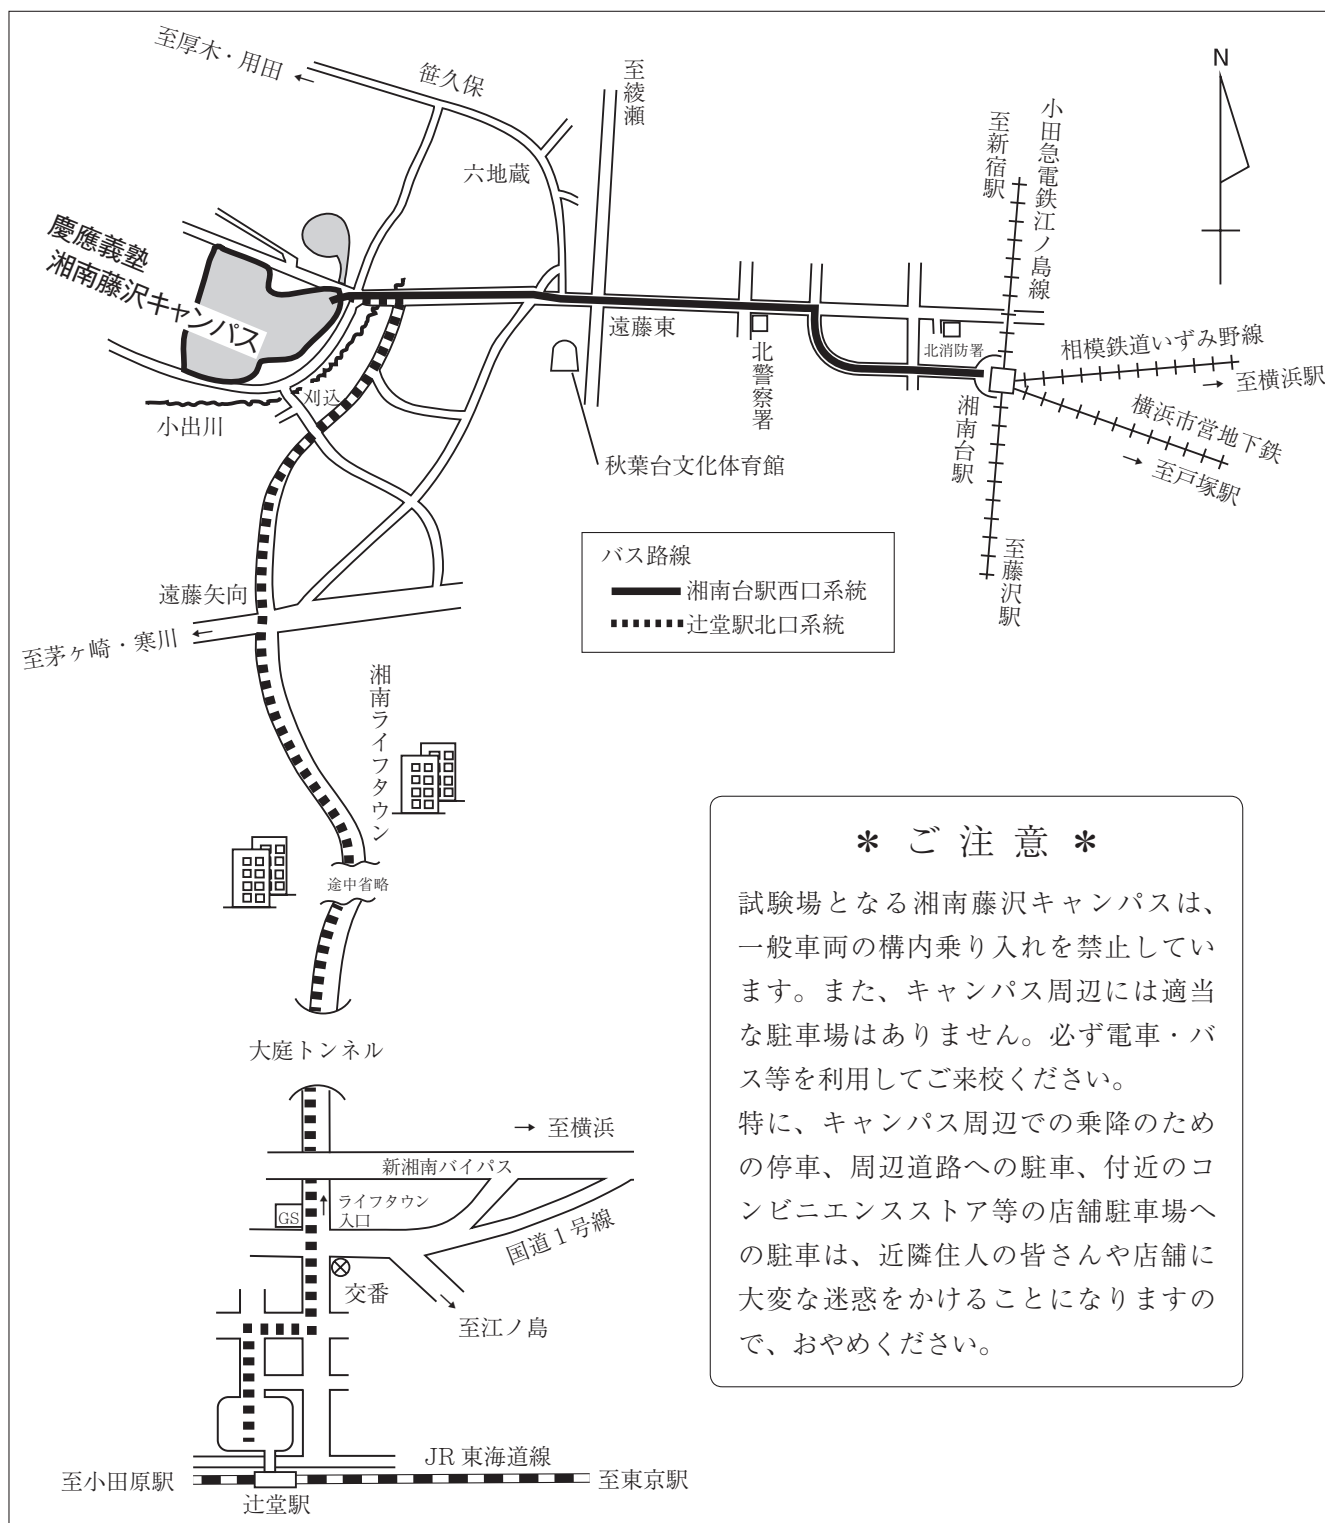 至厚木・用田
笹久保
至綾瀬
N
小田急電鉄江ノ島線
至新宿駅
六地蔵
慶應義塾
湘南藤沢キャンパス
遠藤東
北警察署
北消防署
相模鉄道いずみ野線
至横浜駅
横浜市営地下鉄
至戸塚駅
湘南台駅
刈込
小出川
秋葉台文化体育館
至藤沢駅
バス路線
湘南台駅西口系統
辻堂駅北口系統
遠藤矢向
至茅ヶ崎・寒川
湘南ライフタウン
途中省略
大庭トンネル
至横浜
新湘南バイパス
GS
ライフタウン
入口
国道1号線
交番
至江ノ島
JR 東海道線
至小田原駅
至東京駅
辻堂駅
＊ ご 注 意 ＊
試験場となる湘南藤沢キャンパスは、
一般車両の構内乗り入れを禁止してい
ます。また、キャンパス周辺には適当
な駐車場はありません。必ず電車・バ
ス等を利用してご来校ください。
特に、キャンパス周辺での乗降のため
の停車、周辺道路への駐車、付近のコ
ンビニエンスストア等の店舗駐車場へ
の駐車は、近隣住人の皆さんや店舗に
大変な迷惑をかけることになりますの
で、おやめください。